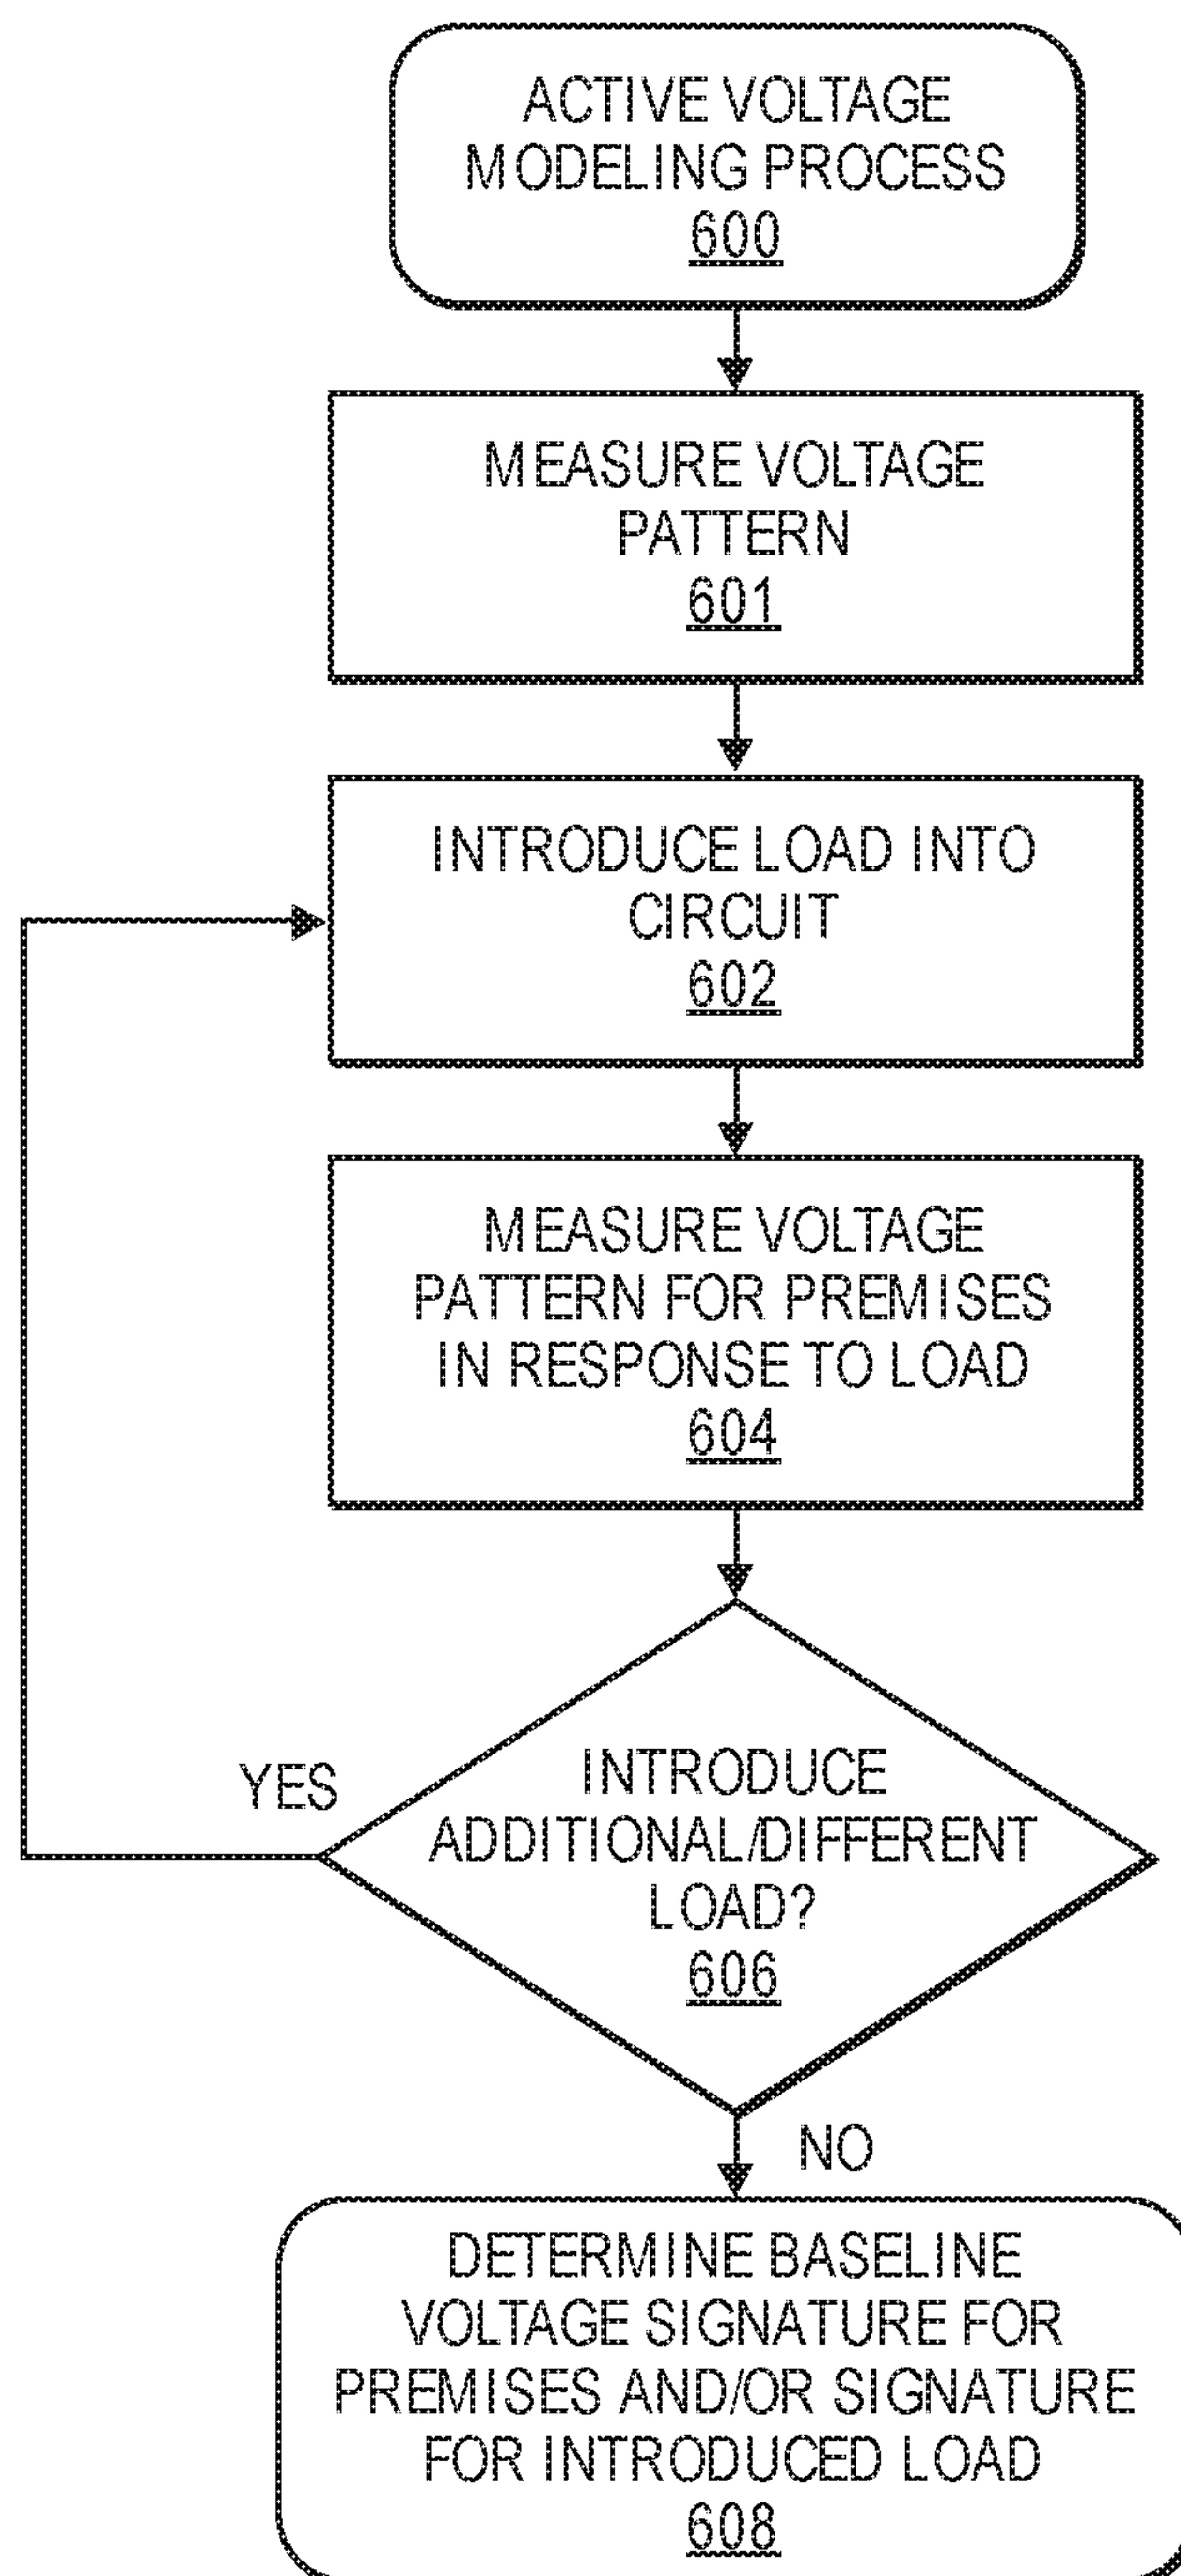 ACTIVE VOLTAGE
MODELING PROCESS
600
MEASURE VOLTAGE
PATTERN
601
INTRODUCE LOAD INTO
CIRCUIT
602
MEASURE VOLTAGE
PATTERN FOR PREMISES
IN RESPONSE TO LOAD
604
YES
INTRODUCE
ADDITIONAL/DIFFERENT
LOAD?
606
NO
DETERMINE BASELINE
VOLTAGE SIGNATURE FOR
PREMISES AND/OR SIGNATURE
FOR INTRODUCED LOAD
608